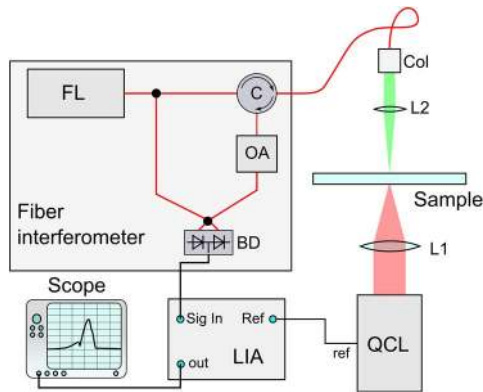 Col
FL
C
L2
OA
Sample
Fiber
interferometer
BD
L1
Scope
Sig In
Ref
out
LIA
ref
QCL